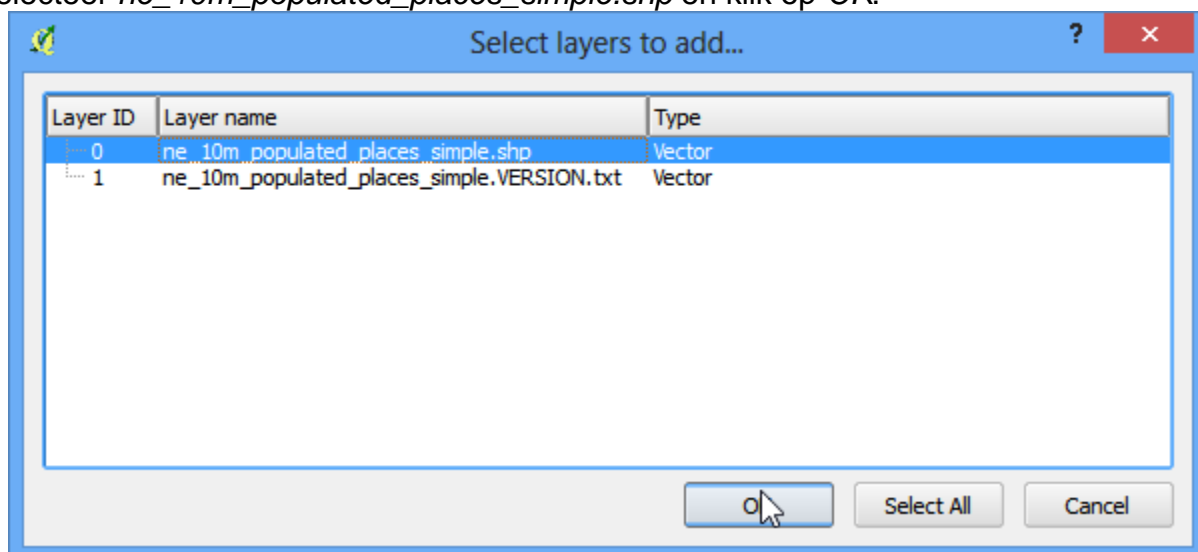 Select layers to add...
?
Layer ID Layer name Type
0 ne_10m_populated_places_simple.shp Vector
1 ne_10m_populated_places_simple.VERSION.txt Vector
Select All Cancel